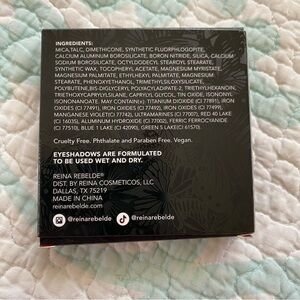 INGREDIENTS:
MICA, TALC, DIMETHICONE, SYNTHETIC FLUORPHLOGOPITE,
CALCIUM ALUMINUM BOROSILICATE, BORON NITRIDE, SILICA, CALCIUM
SODIUM BOROSILICATE, OCTYLDODECYL STEAROYL STEARATE,
SYNTHETIC WAX, TOCOPHERYL ACETATE, MAGNESIUM MYRISTATE,
MAGNESIUM PALMITATE, ETHYLHEXYL PALMITATE, MAGNESIUM
STEARATE, PHENOXYETHANOL, TRIMETHYLSILOXYSILICATE,
POLYBUTENE, BIS-DIGLYCERYL POLYACYLADIPATE-2, TRIETHYLHEXANOIN,
TRIETHOXYCAPRYLYLSILANE, CAPRYLYL GLYCOL, TIN OXIDE, ISONONYL
ISONONANOATE. MAY CONTAIN(±): TITANIUM DIOXIDE (CI 77891),
IRON OXIDES (CI 77491), IRON OXIDES (CI 77492), IRON OXIDES (CI 77499),
MANGANESE VIOLET (CI 77742), ULTRAMARINES (CI 77007), RED 40 LAKE
(CI 16035), ALUMINUM HYDROXIDE (CI 77002), FERRIC FERROCYANIDE
(CI 77510), BLUE 1 LAKE (CI 42090), GREEN 5 LAKE (CI 61570).
Cruelty Free. Phthalate and Paraben Free. Vegan.
EYESHADOWS ARE FORMULATED
TO BE USED WET AND DRY.
REINA REBELDE®
DIST. BY REINA COSMETICOS, LLC
DALLAS, TX 75219
MADE IN CHINA
reinarebelde.com
@reinarebelde @reinarebelde